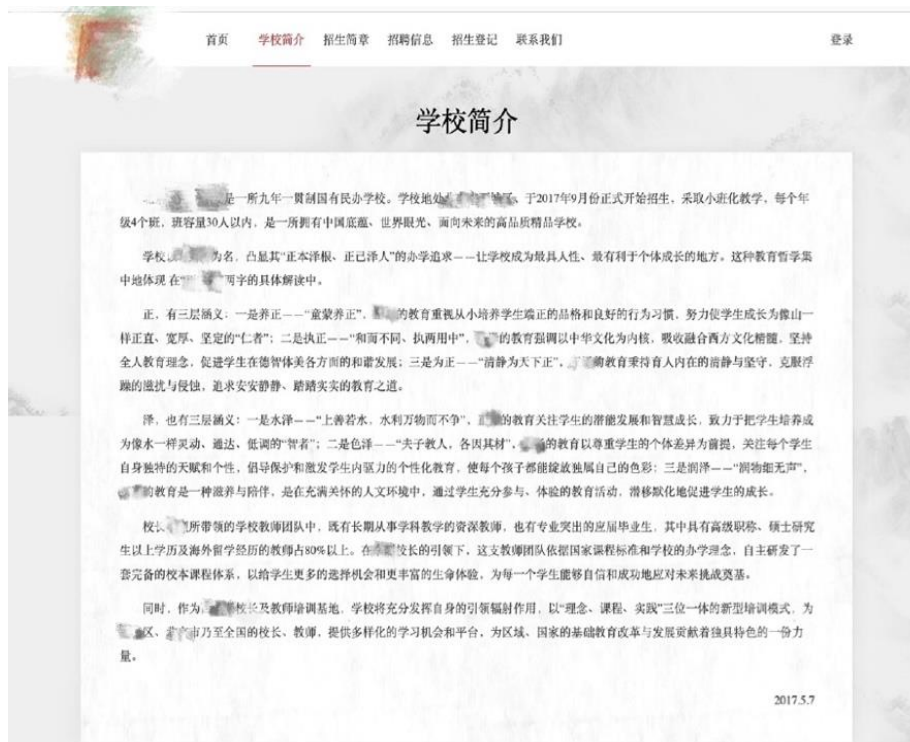 首页 学校简介 招生简章 招聘信息 招生登记 联系我们 登录
学校简介
是一所九年一贯制国有民办学校。学校地处 于2017年9月份正式开始招生，采取小班化教学，每个年
级4个班，班容量30人以内，是一所拥有中国底蕴、世界眼光、面向未来的高品质精品学校。
学校 为名，凸显其“正本泽根、正己泽人”的办学追求——让学校成为最具人性、最有利于个体成长的地方。这种教育哲学集
中地体现 在“ 两字的具体解读中。
正，有三层涵义：一是养正——“童蒙养正”， 的教育重视从小培养学生端正的品格和良好的行为习惯，努力使学生成长为像山一
样正直、宽厚、坚定的“仁者”；二是执正——“和而不同、执两用中”， 的教育强调以中华文化为内核，吸收融合西方文化精髓，坚持
全人教育理念，促进学生在德智体美各方面的和谐发展；三是为正——“清静为天下正”， 的教育秉持育人内在的清静与坚守，克服浮
躁的滋扰与侵蚀，追求安安静静、踏踏实实的教育之道。
泽，也有三层涵义：一是水泽——“上善若水，水利万物而不争”， 的教育关注学生的潜能发展和智慧成长，致力于把学生培养成
为像水一样灵动、通达、低调的“智者”；二是色泽——“夫子教人，各因其材”， 的教育以尊重学生的个体差异为前提，关注每个学生
自身独特的天赋和个性，倡导保护和激发学生内驱力的个性化教育，使每个孩子都能绽放独属自己的色彩；三是润泽——“润物细无声”，
的教育是一种滋养与陪伴，是在充满关怀的人文环境中，通过学生充分参与、体验的教育活动，潜移默化地促进学生的成长。
校长 所带领的学校教师团队中，既有长期从事学科教学的资深教师，也有专业突出的应届毕业生，其中具有高级职称、硕士研究
生以上学历及海外留学经历的教师占80%以上。在 校长的引领下，这支教师团队依据国家课程标准和学校的办学理念，自主研发了一
套完备的校本课程体系，以给学生更多的选择机会和更丰富的生命体验，为每一个学生能够自信和成功地应对未来挑战奠基。
同时，作为 校长及教师培训基地，学校将充分发挥自身的引领辐射作用，以“理念、课程、实践”三位一体的新型培训模式，为
区、 市乃至全国的校长、教师，提供多样化的学习机会和平台，为区域、国家的基础教育改革与发展贡献着独具特色的一份力
量。
2017.5.7